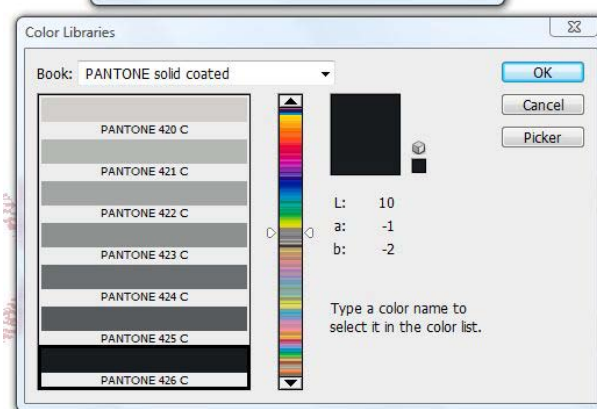 Color Libraries
Book: PANTONE solid coated
OK
Cancel
Picker
PANTONE 420 C
PANTONE 421 C
PANTONE 422 C
PANTONE 423 C
PANTONE 424 C
PANTONE 425 C
PANTONE 426 C
L: 10
a: -1
b: -2
Type a color name to
select it in the color list.